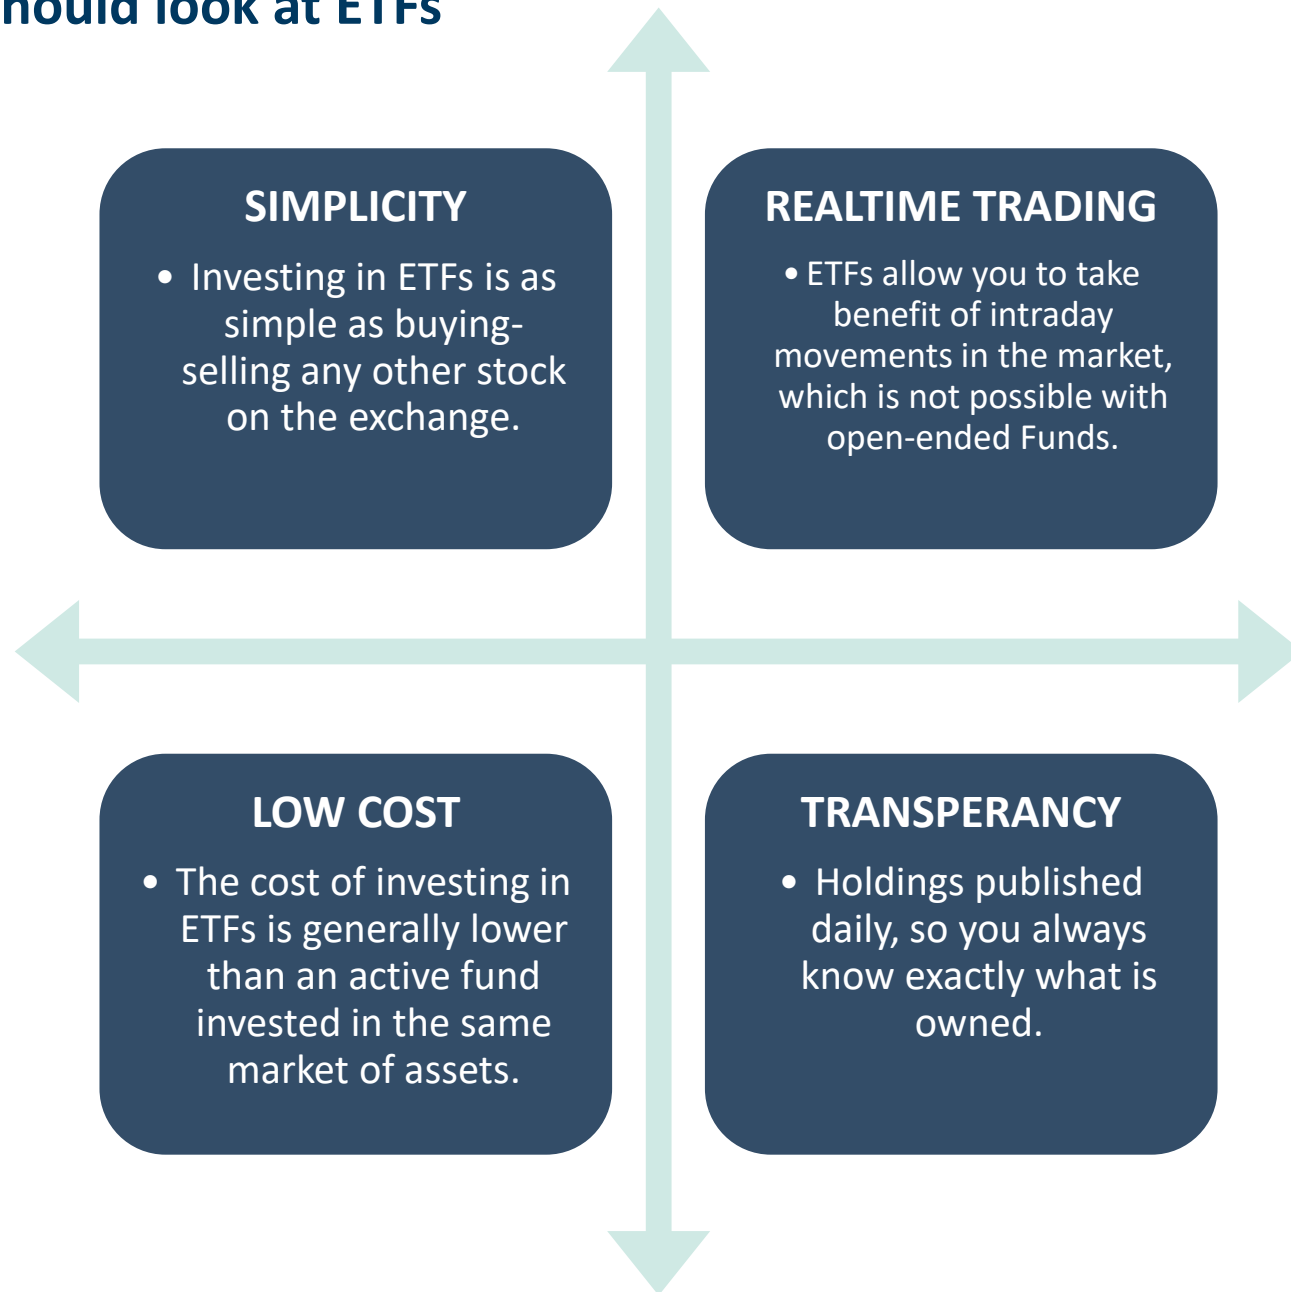 hould look at ETFs
SIMPLICITY
• Investing in ETFs is as
simple as buying-
selling any other stock
on the exchange.
REALTIME TRADING
• ETFs allow you to take
benefit of intraday
movements in the market,
which is not possible with
open-ended Funds.
LOW COST
• The cost of investing in
ETFs is generally lower
than an active fund
invested in the same
market of assets.
TRANSPERANCY
• Holdings published
daily, so you always
know exactly what is
owned.